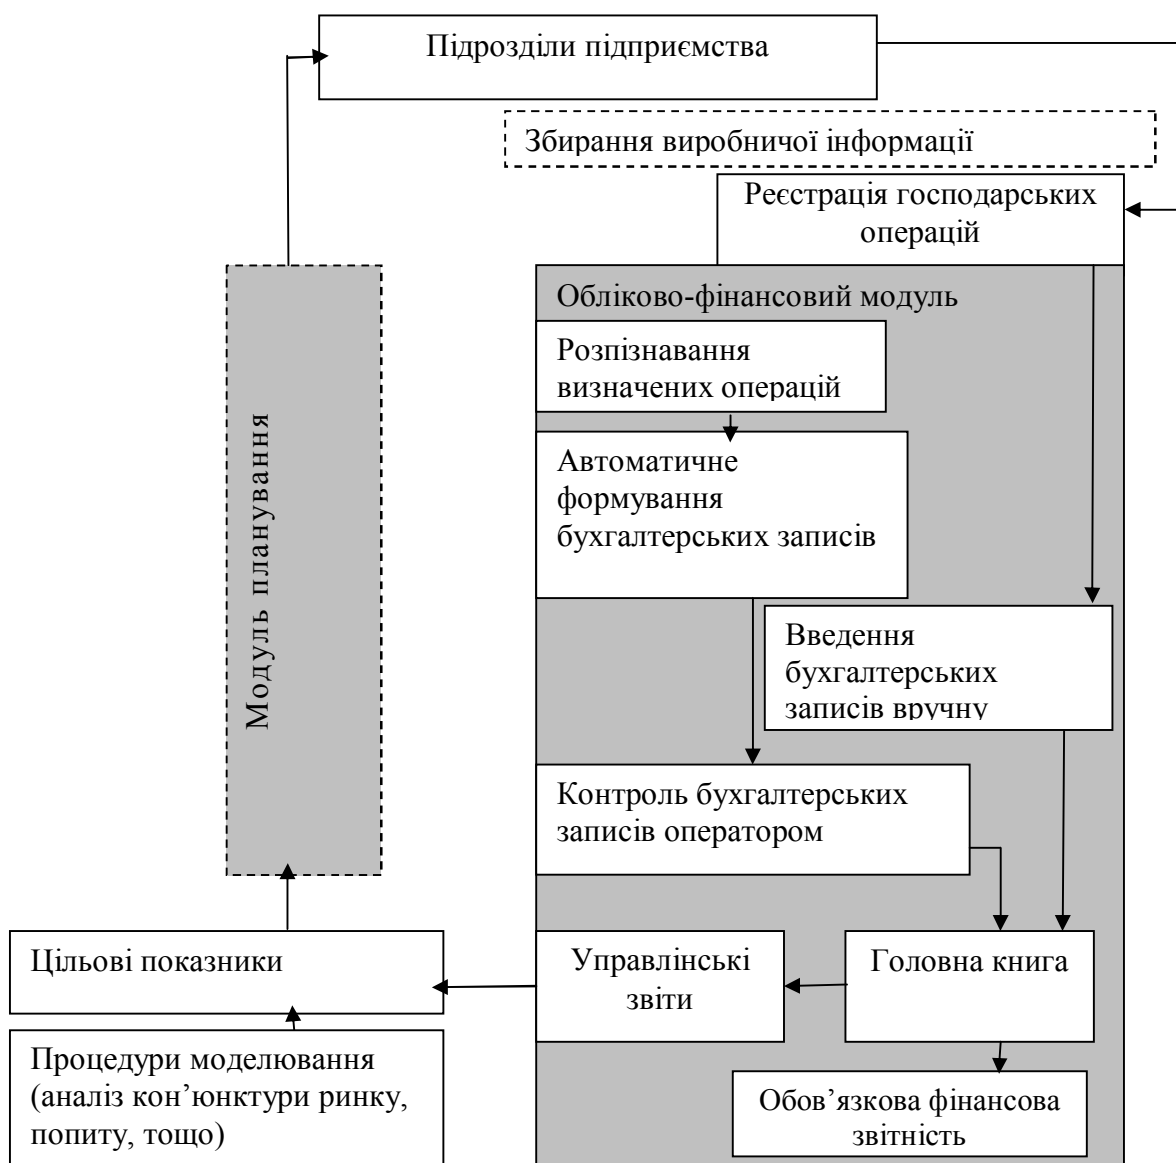 Підрозділи підприємства
Збирання виробничої інформації
Реєстрація господарських
операцій
Обліково-фінансовий модуль
Розпізнавання
визначених операцій
Автоматичне
формування
бухгалтерських записів
Модуль планування
Введення
бухгалтерських
записів вручну
Контроль бухгалтерських
записів оператором
Цільові показники
Управлінські
звіти
Головна книга
Процедури моделювання
(аналіз кон’юнктури ринку,
попиту, тощо)
Обов’язкова фінансова
звітність